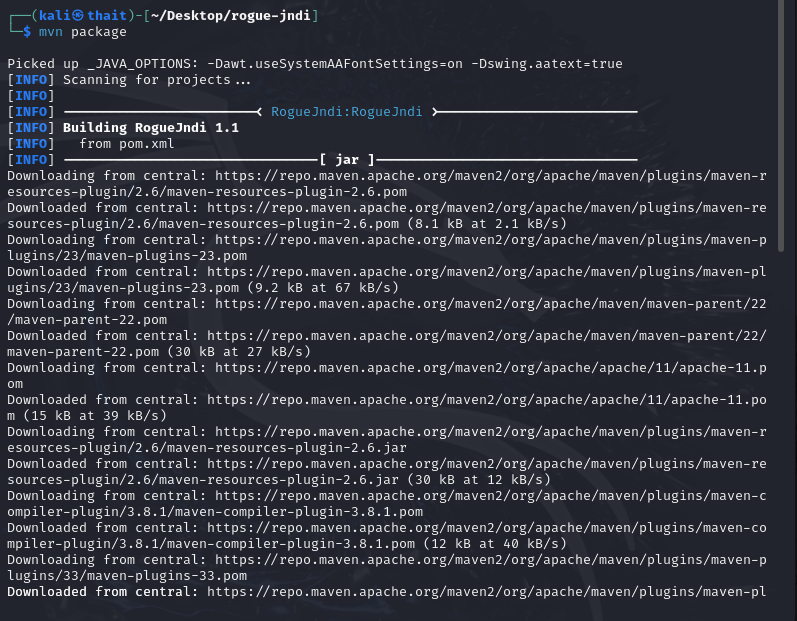 ┌──(kali㉿thait)-[~/Desktop/rogue-jndi]
└─$ mvn package
Picked up _JAVA_OPTIONS: -Dawt.useSystemAAFontSettings=on -Dswing.aatext=true
[INFO] Scanning for projects...
[INFO]
[INFO] ------------------------< RogueJndi:RogueJndi >-------------------------
[INFO] Building RogueJndi 1.1
[INFO]   from pom.xml
[INFO] --------------------------------[ jar ]---------------------------------
Downloading from central: https://repo.maven.apache.org/maven2/org/apache/maven/plugins/maven-r
esources-plugin/2.6/maven-resources-plugin-2.6.pom
Downloaded from central: https://repo.maven.apache.org/maven2/org/apache/maven/plugins/maven-re
sources-plugin/2.6/maven-resources-plugin-2.6.pom (8.1 kB at 2.1 kB/s)
Downloading from central: https://repo.maven.apache.org/maven2/org/apache/maven/plugins/maven-p
lugins/23/maven-plugins-23.pom
Downloaded from central: https://repo.maven.apache.org/maven2/org/apache/maven/plugins/maven-pl
ugins/23/maven-plugins-23.pom (9.2 kB at 67 kB/s)
Downloading from central: https://repo.maven.apache.org/maven2/org/apache/maven/maven-parent/22
/maven-parent-22.pom
Downloaded from central: https://repo.maven.apache.org/maven2/org/apache/maven/maven-parent/22/
maven-parent-22.pom (30 kB at 27 kB/s)
Downloading from central: https://repo.maven.apache.org/maven2/org/apache/apache/11/apache-11.p
om
Downloaded from central: https://repo.maven.apache.org/maven2/org/apache/apache/11/apache-11.po
m (15 kB at 39 kB/s)
Downloading from central: https://repo.maven.apache.org/maven2/org/apache/maven/plugins/maven-r
esources-plugin/2.6/maven-resources-plugin-2.6.jar
Downloaded from central: https://repo.maven.apache.org/maven2/org/apache/maven/plugins/maven-re
sources-plugin/2.6/maven-resources-plugin-2.6.jar (30 kB at 12 kB/s)
Downloading from central: https://repo.maven.apache.org/maven2/org/apache/maven/plugins/maven-c
ompiler-plugin/3.8.1/maven-compiler-plugin-3.8.1.pom
Downloaded from central: https://repo.maven.apache.org/maven2/org/apache/maven/plugins/maven-co
mpiler-plugin/3.8.1/maven-compiler-plugin-3.8.1.pom (12 kB at 40 kB/s)
Downloading from central: https://repo.maven.apache.org/maven2/org/apache/maven/plugins/maven-p
lugins/33/maven-plugins-33.pom
Downloaded from central: https://repo.maven.apache.org/maven2/org/apache/maven/plugins/maven-pl